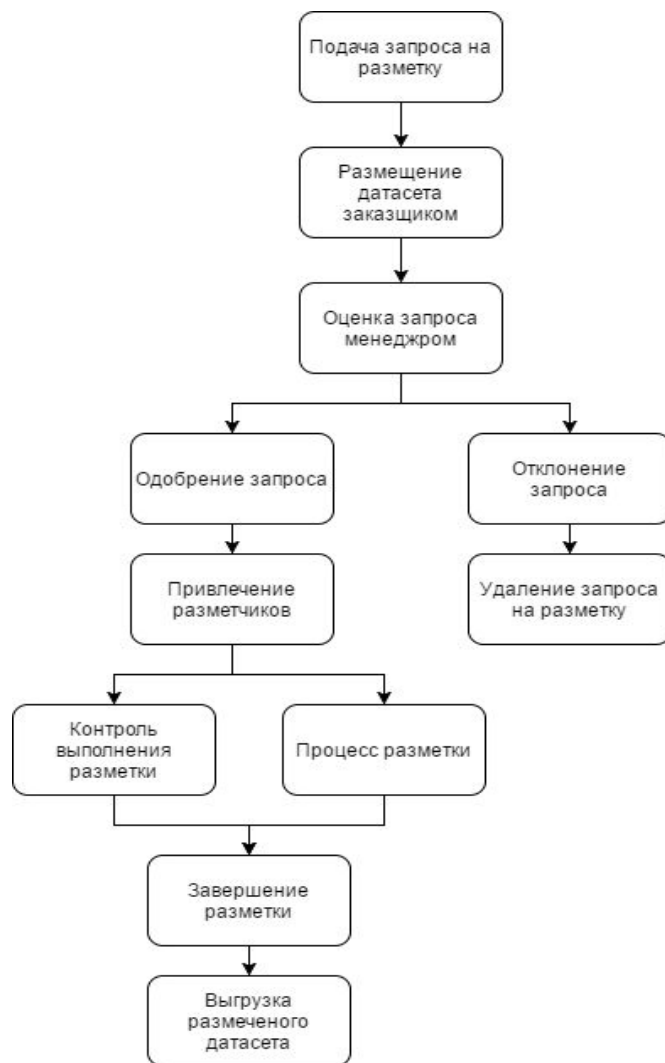 Подача запроса на
разметку
Размещение
датасета
заказщиком
Оценка запроса
менеджром
Одобрение запроса
Отклонение
запроса
Привлечение
разметчиков
Удаление запроса
на разметку
Контроль
выполнения
разметки
Процесс разметки
Завершение
разметки
Выгрузка
размеченого
датасета